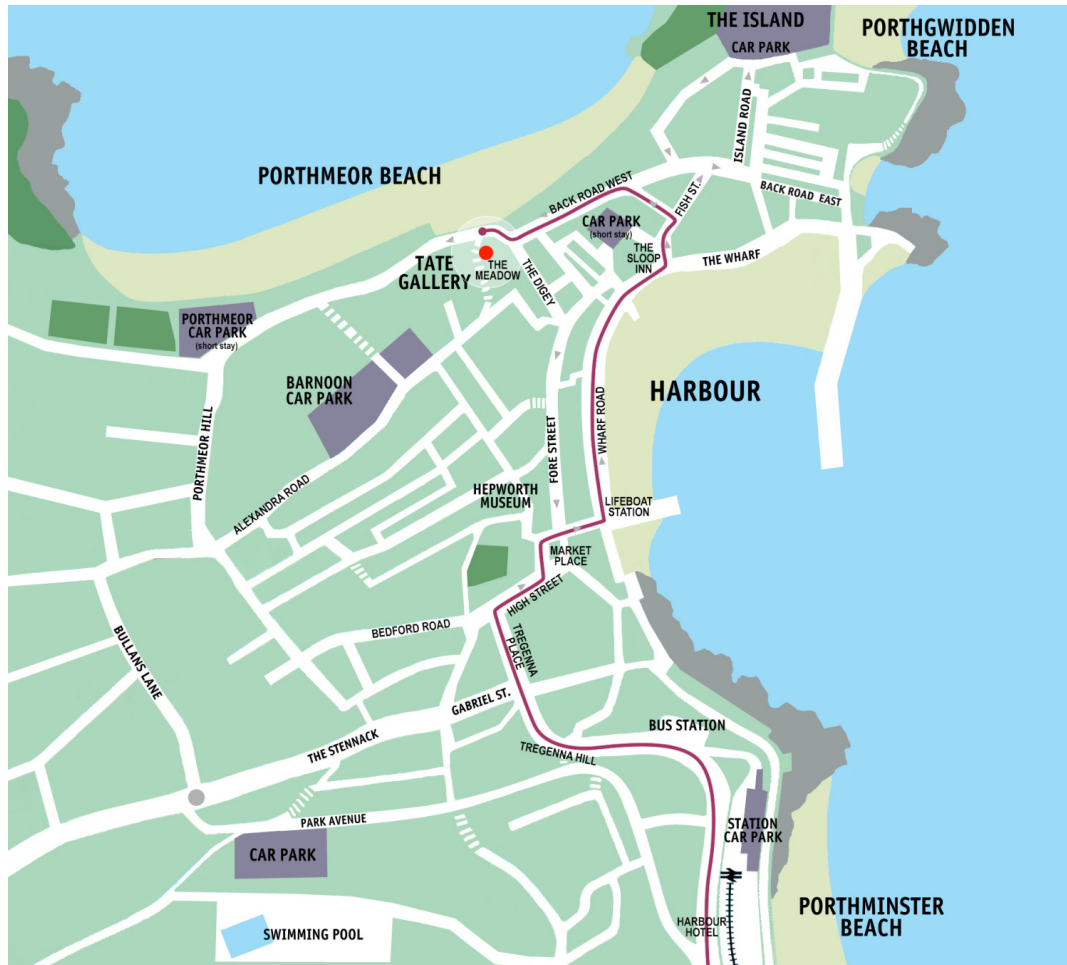 THE ISLAND
CAR PARK
PORTHGWIDDEN
BEACH
ISLAND ROAD
PORTHMEOR BEACH
BACK ROAD WEST
FISH ST.
BACK ROAD EAST
CAR PARK
(short stay)
THE
SLOOP
INN
THE WHARF
TATE
GALLERY
THE
MEADOW
THE DIGEY
PORTHMEOR
CAR PARK
(short stay)
BARNOON
CAR PARK
HARBOUR
WHARF ROAD
FORE STREET
PORTHMEOR HILL
ALEXANDRA ROAD
HEPWORTH
MUSEUM
LIFEBOAT
STATION
MARKET
PLACE
HIGH STREET
BEDFORD ROAD
TREGENNA
PLACE
BULLANS LANE
GABRIEL ST.
THE STENNACK
BUS STATION
TREGENNA HILL
PARK AVENUE
STATION
CAR PARK
CAR PARK
HARBOUR
HOTEL
PORTHMINSTER
BEACH
SWIMMING POOL